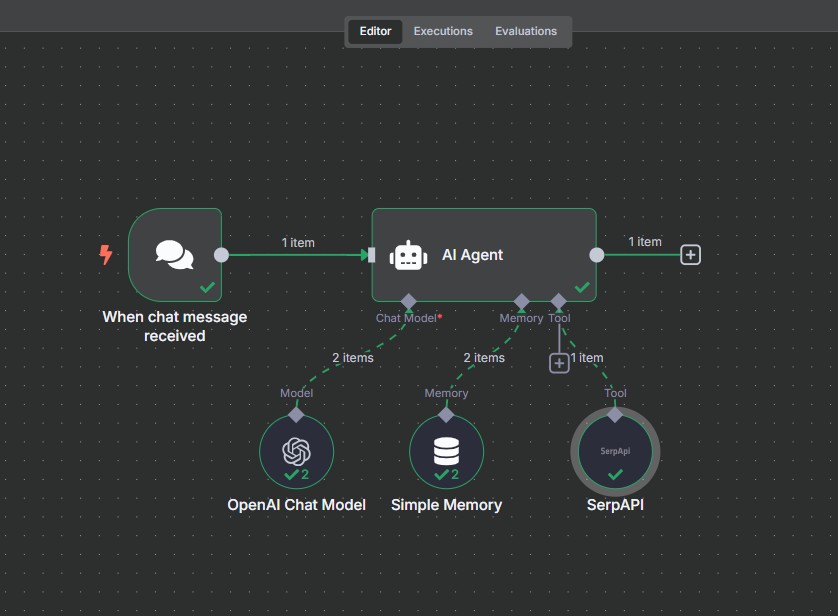 Editor Executions Evaluations
1 item
AI Agent
1 item
When chat message
received
Chat Model*
Memory Tool
2 items
2 items
1 item
Model
Memory
Tool
SerpApi
2
2
OpenAI Chat Model
Simple Memory
SerpAPI